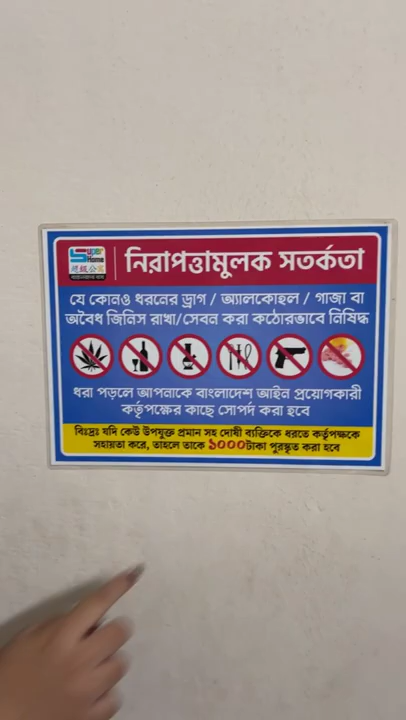 Super
Home
নিরাপত্তামুলক সতর্কতা
যে কোনও ধরনের ড্রাগ / অ্যালকোহল / গাজা বা
অবৈধ জিনিস রাখা/সেবন করা কঠোরভাবে নিষিদ্ধ
ধরা পড়লে আপনাকে বাংলাদেশ আইন প্রয়োগকারী
কর্তৃপক্ষের কাছে সোপর্দ করা হবে
বিঃদ্রঃ যদি কেউ উপযুক্ত প্রমান সহ দোষী ব্যক্তিকে ধরতে কর্তৃপক্ষকে
সহায়তা করে, তাহলে তাকে ১০০০টাকা পুরস্কৃত করা হবে